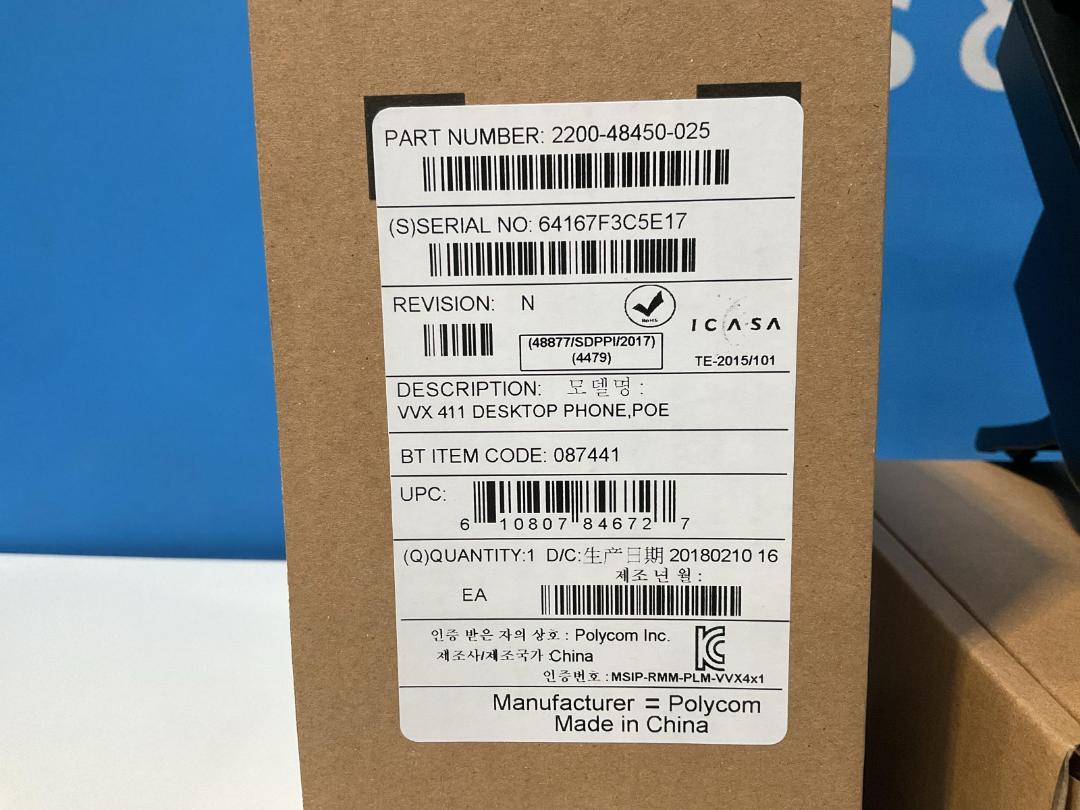 PART NUMBER: 2200-48450-025
(S)SERIAL NO: 64167F3C5E17
REVISION: N
RoHS
ICASA
(48877/SDPPI/2017)
(4479)
TE-2015/101
DESCRIPTION: 모델명 :
VVX 411 DESKTOP PHONE,POE
BT ITEM CODE: 087441
UPC:
6 10807 84672 7
(Q)QUANTITY:1 D/C:生产日期 20180210 16
제조 년 월 :
EA
인증 받은 자의 상호 : Polycom Inc.
제조사/제조국가 :China
인증번호 : MSIP-RMM-PLM-VVX4x1
Manufacturer = Polycom
Made in China
s &